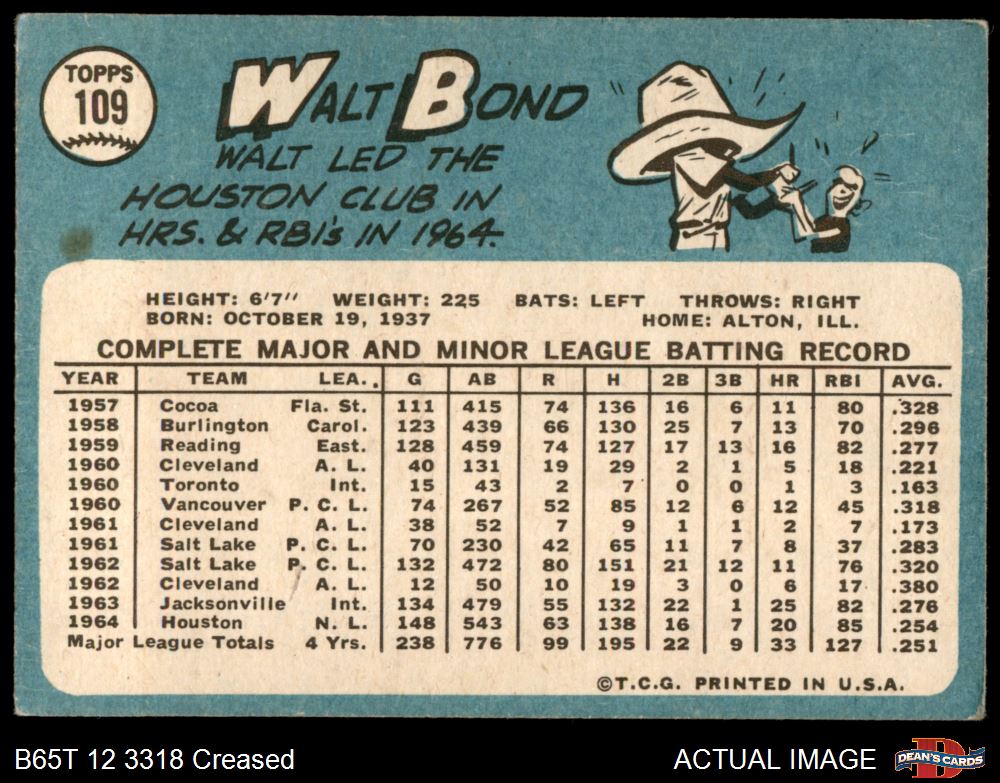 TOPPS
109
WALT BOND
WALT LED THE
HOUSTON CLUB IN
HRS. & RBI's IN 1964.
HEIGHT: 6'7" WEIGHT: 225 BATS: LEFT THROWS: RIGHT
BORN: OCTOBER 19, 1937 HOME: ALTON, ILL.
COMPLETE MAJOR AND MINOR LEAGUE BATTING RECORD
YEAR TEAM LEA. G AB R H 2B 3B HR RBI AVG.
1957 Cocoa Fla. St. 111 415 74 136 16 6 11 80 .328
1958 Burlington Carol. 123 439 66 130 25 7 13 70 .296
1959 Reading East. 128 459 74 127 17 13 16 82 .277
1960 Cleveland A. L. 40 131 19 29 2 1 5 18 .221
1960 Toronto Int. 15 43 2 7 0 0 1 3 .163
1960 Vancouver P. C. L. 74 267 52 85 12 6 12 45 .318
1961 Cleveland A. L. 38 52 7 9 1 1 2 7 .173
1961 Salt Lake P. C. L. 70 230 42 65 11 7 8 37 .283
1962 Salt Lake P. C. L. 132 472 80 151 21 12 11 76 .320
1962 Cleveland A. L. 12 50 10 19 3 0 6 17 .380
1963 Jacksonville Int. 134 479 55 132 22 1 25 82 .276
1964 Houston N. L. 148 543 63 138 16 7 20 85 .254
Major League Totals 4 Yrs. 238 776 99 195 22 9 33 127 .251
©T.C.G. PRINTED IN U.S.A.
B65T 12 3318 Creased ACTUAL IMAGE
D
DEAN'S CARDS